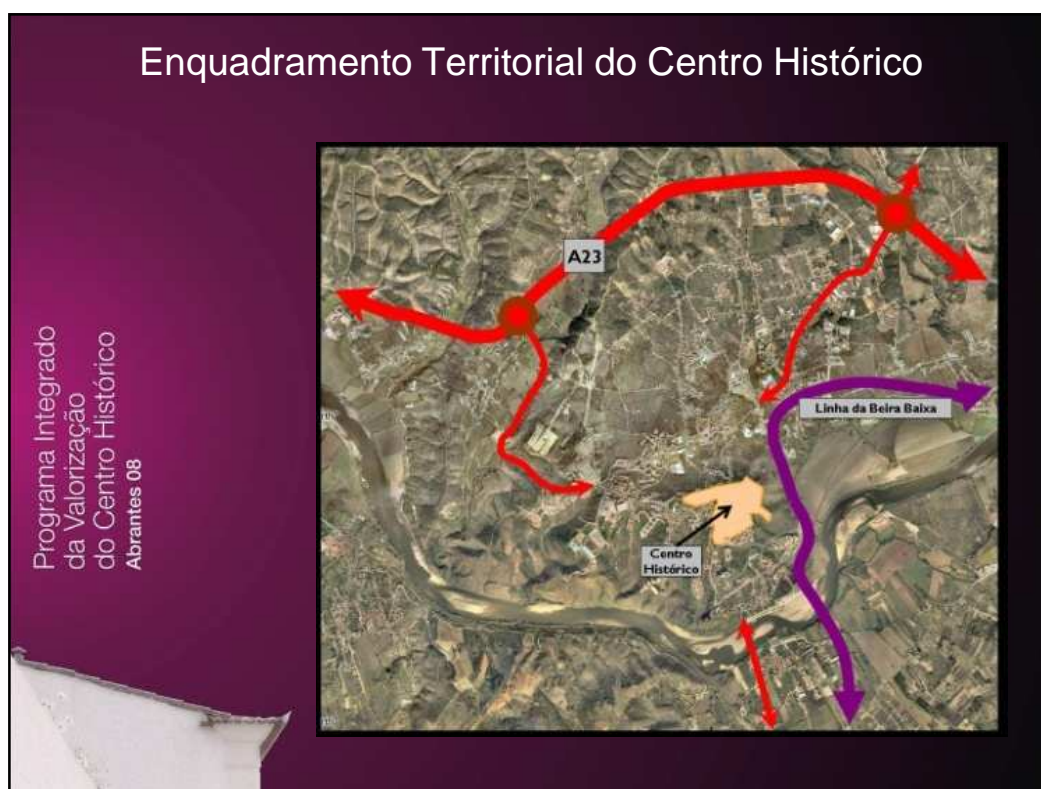 Enquadramento Territorial do Centro Histórico
A23
Linha da Beira Baixa
Centro
Histórico
Programa Integrado
da Valorização
do Centro Histórico
Abrantes 08